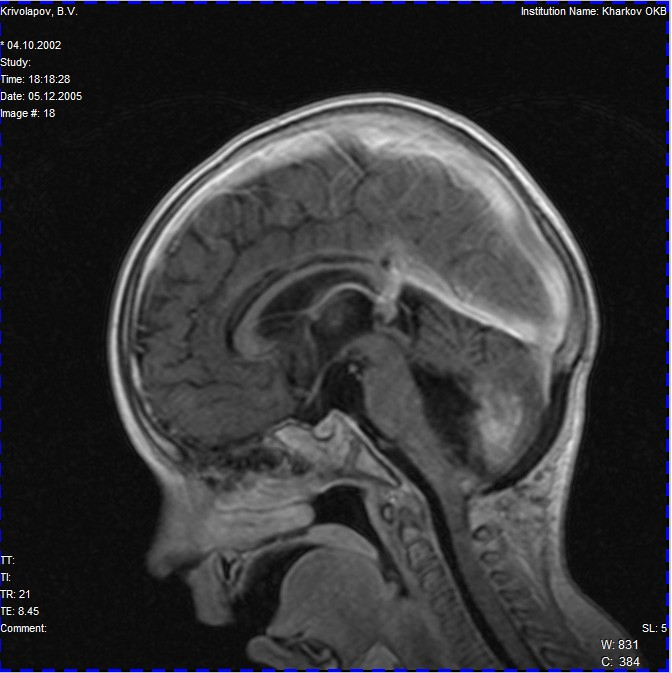 Krivolapov, B.V.
Institution Name: Kharkov OKB
* 04.10.2002
Study:
Time: 18:18:28
Date: 05.12.2005
Image #: 18
TT:
TI:
TR: 21
TE: 8.45
Comment:
SL: 5
W: 831
C: 384